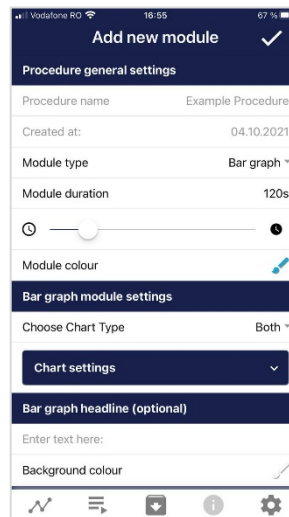 Vodafone RO 16:55 67 %
Add new module
Procedure general settings
Procedure name Example Procedure
Created at: 04.10.2021
Module type Bar graph
Module duration 120s
Module colour
Bar graph module settings
Choose Chart Type Both
Chart settings
Bar graph headline (optional)
Enter text here:
Background colour